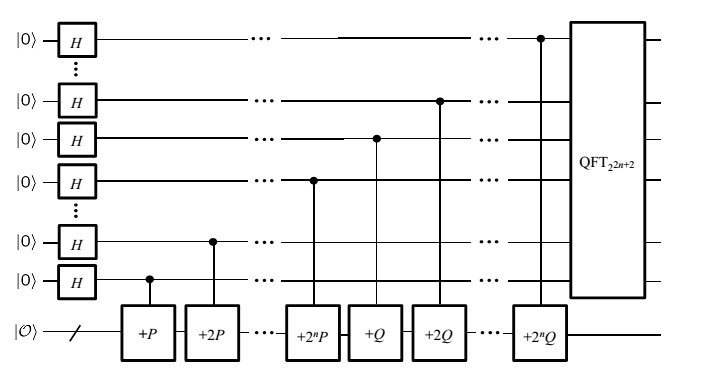 |0⟩ H ... ...
|0⟩ H ... ...
|0⟩ H ... ...
|0⟩ H ... ...
|0⟩ H ... ...
|0⟩ H ... ...
QFT₂²ⁿ⁺²
|𝒪⟩ +P +2P ... +2ⁿP +Q +2Q ... +2ⁿQ